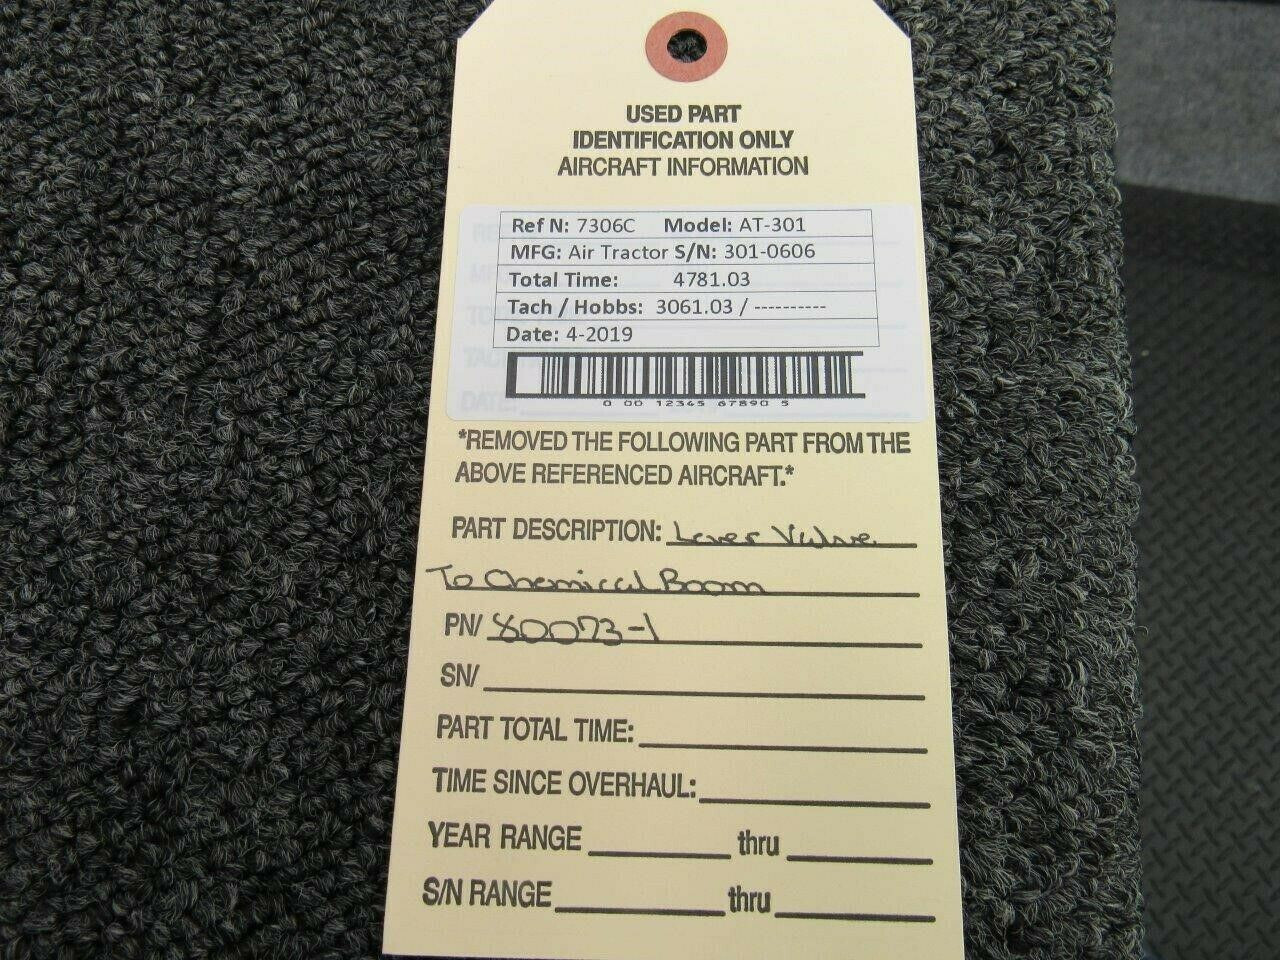 USED PART
IDENTIFICATION ONLY
AIRCRAFT INFORMATION
Ref N: 7306C Model: AT-301
MFG: Air Tractor S/N: 301-0606
Total Time: 4781.03
Tach / Hobbs: 3061.03 / ----------
Date: 4-2019
0 00 12345 67890 5
DATE:
*REMOVED THE FOLLOWING PART FROM THE
ABOVE REFERENCED AIRCRAFT.*
PART DESCRIPTION: Lever Valve
To Chemical Boom
PN/ 80073-1
SN/
PART TOTAL TIME:
TIME SINCE OVERHAUL:
YEAR RANGE thru
S/N RANGE thru